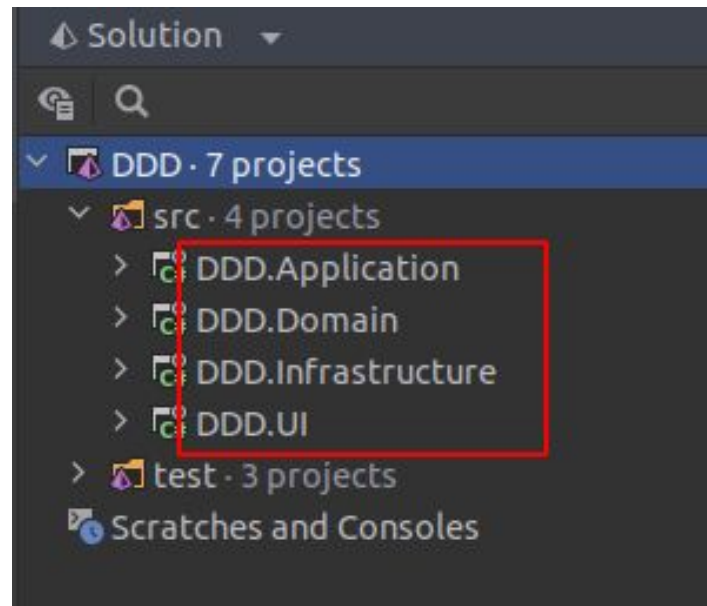 Solution
DDD · 7 projects
src · 4 projects
DDD.Application
DDD.Domain
DDD.Infrastructure
DDD.UI
test · 3 projects
Scratches and Consoles